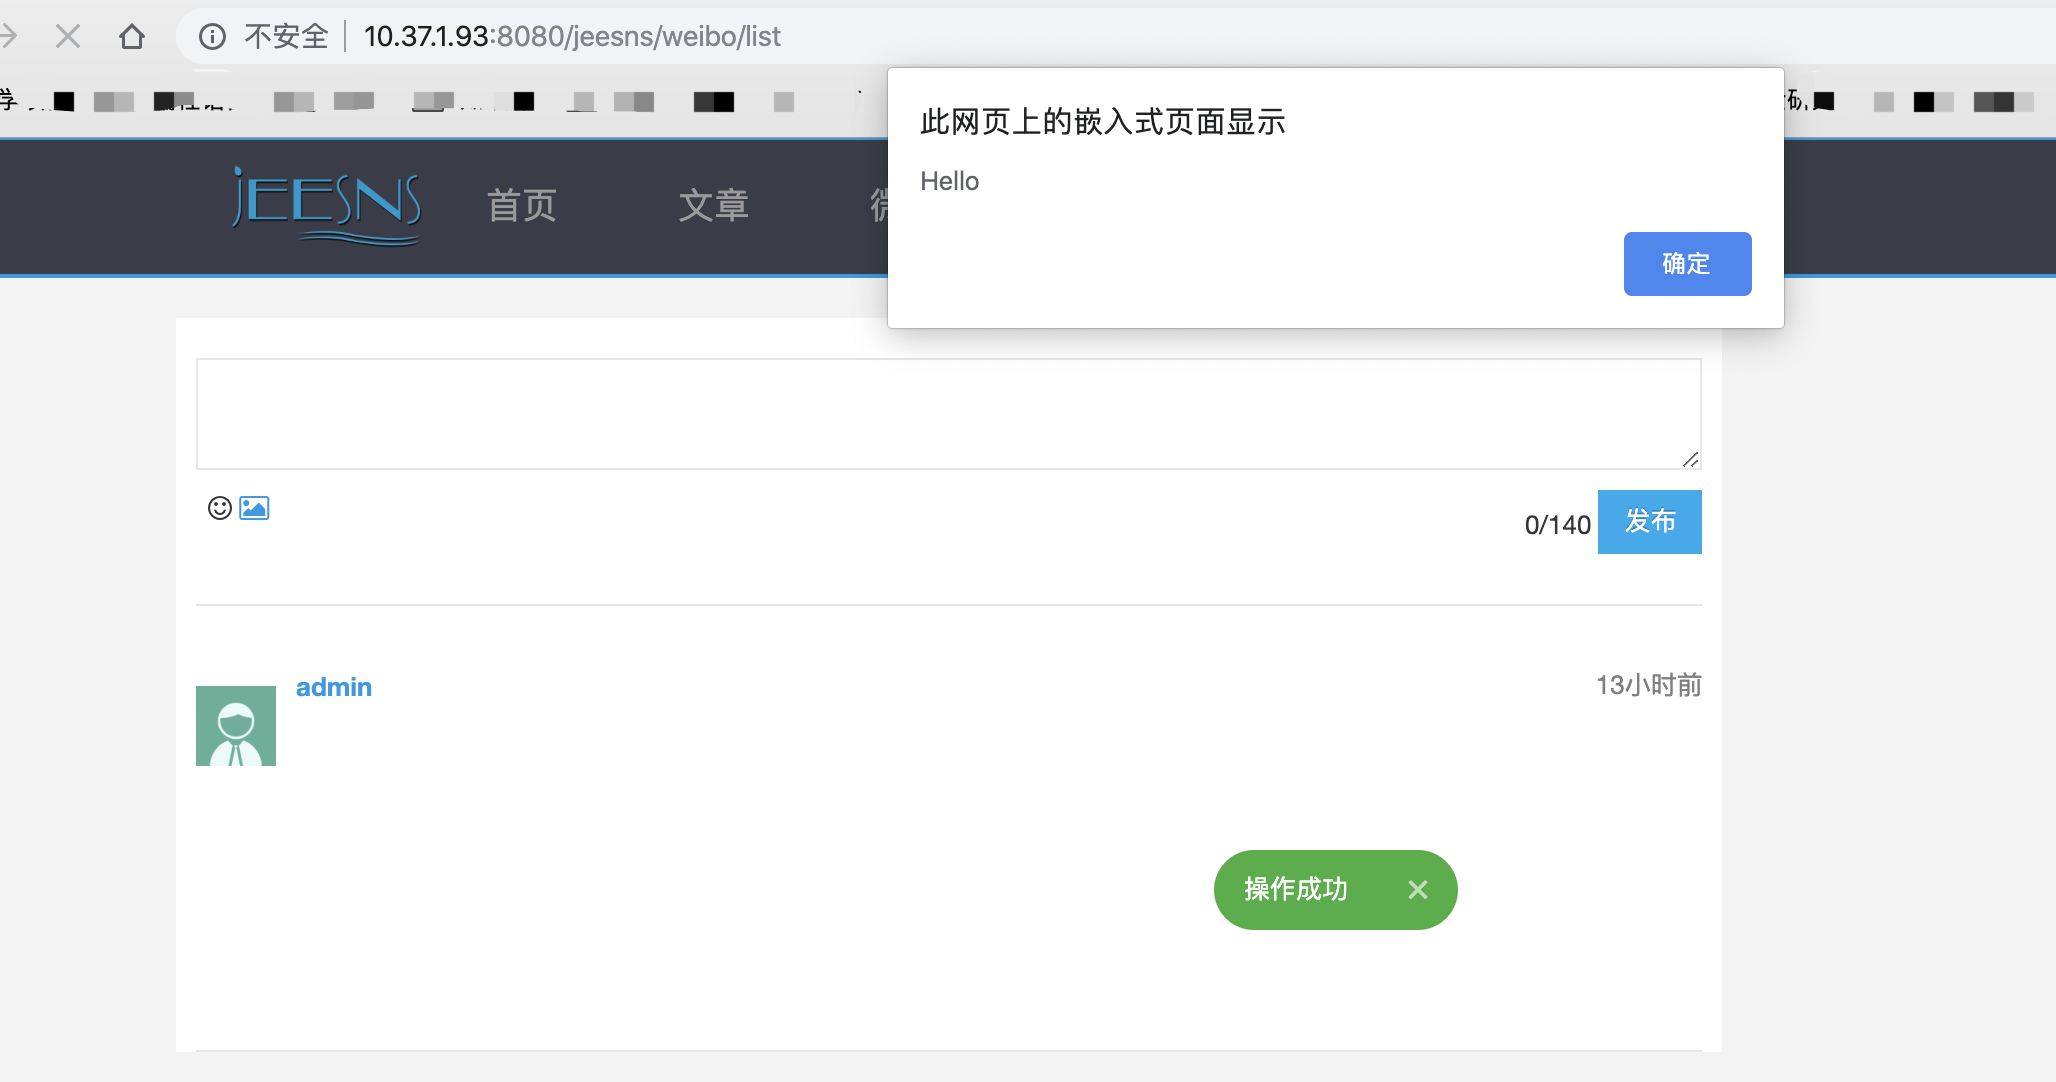 不安全 10.37.1.93:8080/jeesns/weibo/list
此网页上的嵌入式页面显示
Hello
确定
JEESNS 首页 文章
0/140 发布
admin 13小时前
操作成功